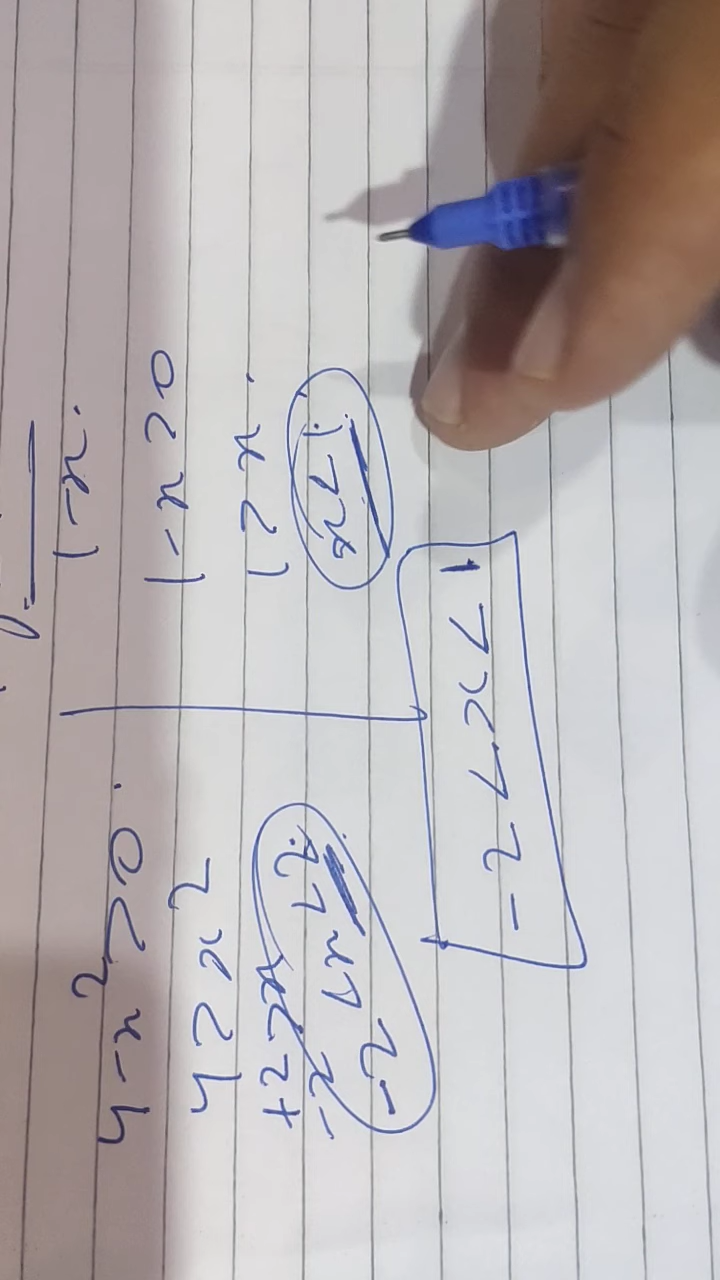 4-x²≥0. 1-x.
4≥x² 1-x≥0
+2≥x 1≥x.
-2≤x≤2 x≤1
-2<x<1